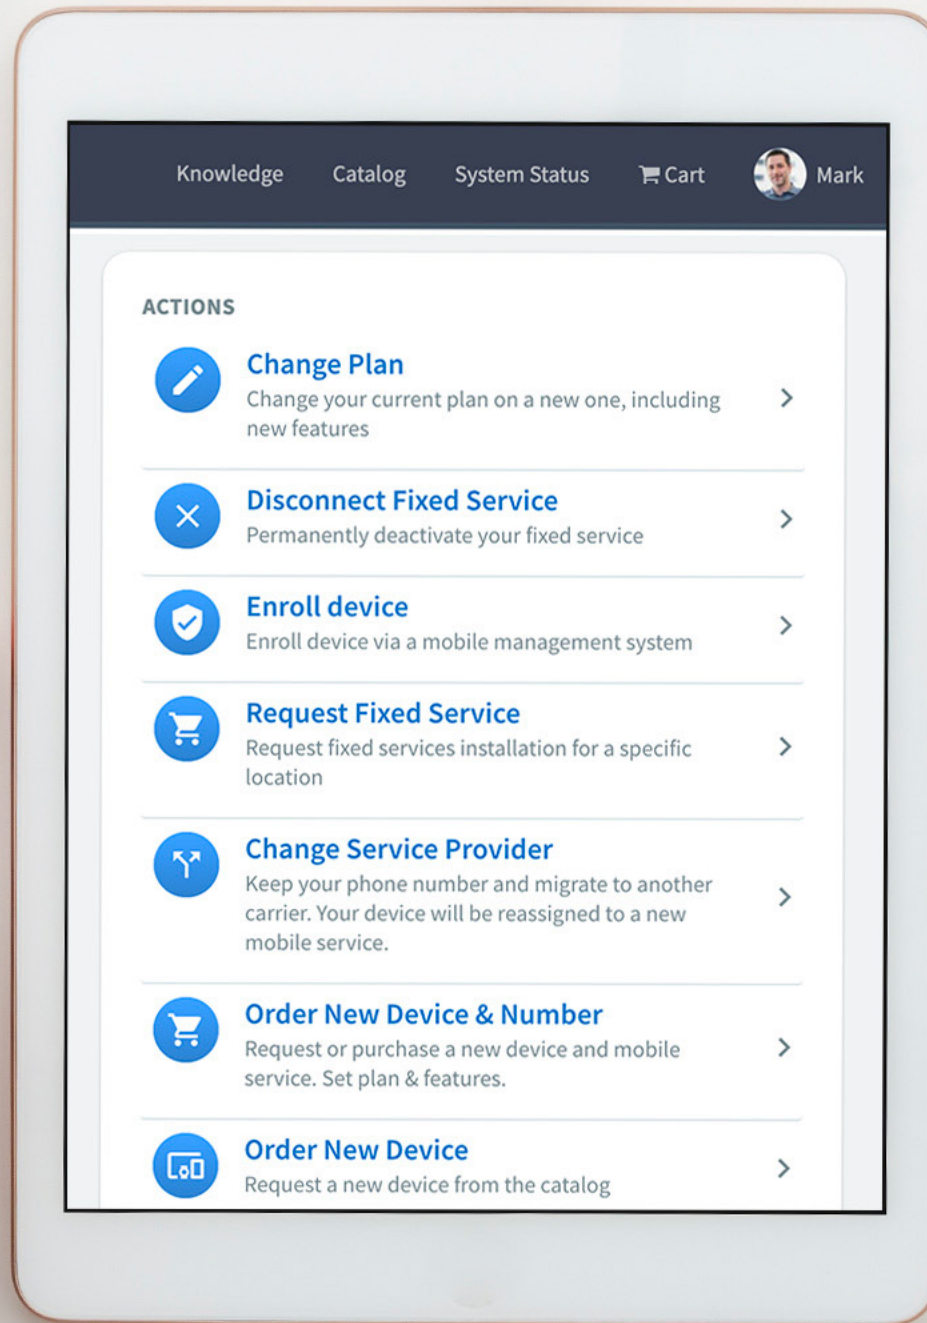 Knowledge Catalog System Status Cart Mark
ACTIONS
Change Plan
Change your current plan on a new one, including
new features
Disconnect Fixed Service
Permanently deactivate your fixed service
Enroll device
Enroll device via a mobile management system
Request Fixed Service
Request fixed services installation for a specific
location
Change Service Provider
Keep your phone number and migrate to another
carrier. Your device will be reassigned to a new
mobile service.
Order New Device & Number
Request or purchase a new device and mobile
service. Set plan & features.
Order New Device
Request a new device from the catalog